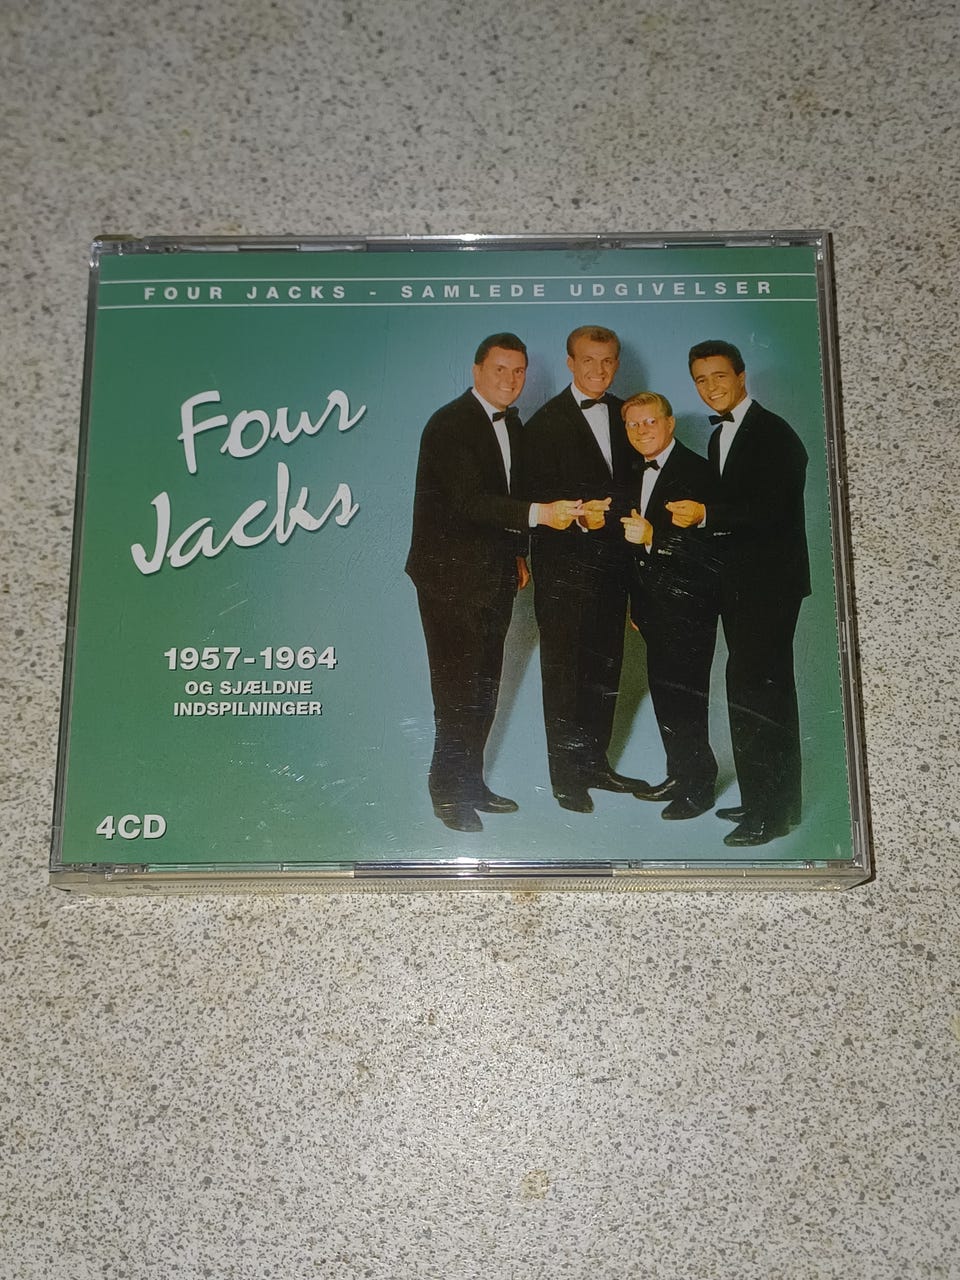 FOUR JACKS - SAMLEDE UDGIVELSER
Four
Jacks
1957-1964
OG SJÆLDNE
INDSPILNINGER
4CD